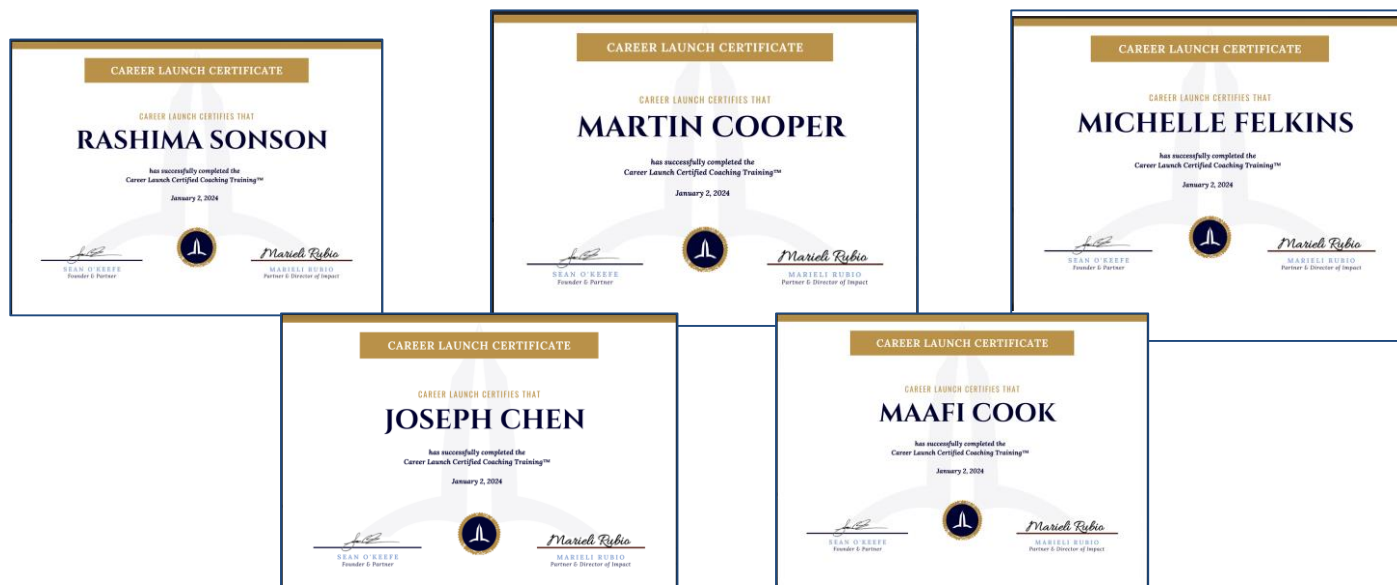 CAREER LAUNCH CERTIFICATE
CAREER LAUNCH CERTIFIES THAT
RASHIMA SONSON
has successfully completed the
Career Launch Certified Coaching Training™
January 2, 2024
Marieli Rubio
SEAN O'KEEFE
Founder & Partner
MARIELI RUBIO
Partner & Director of Impact
CAREER LAUNCH CERTIFICATE
CAREER LAUNCH CERTIFIES THAT
MARTIN COOPER
has successfully completed the
Career Launch Certified Coaching Training™
January 2, 2024
Marieli Rubio
SEAN O'KEEFE
Founder & Partner
MARIELI RUBIO
Partner & Director of Impact
CAREER LAUNCH CERTIFICATE
CAREER LAUNCH CERTIFIES THAT
MICHELLE FELKINS
has successfully completed the
Career Launch Certified Coaching Training™
January 2, 2024
Marieli Rubio
SEAN O'KEEFE
Founder & Partner
MARIELI RUBIO
Partner & Director of Impact
CAREER LAUNCH CERTIFICATE
CAREER LAUNCH CERTIFIES THAT
JOSEPH CHEN
has successfully completed the
Career Launch Certified Coaching Training™
January 2, 2024
Marieli Rubio
SEAN O'KEEFE
Founder & Partner
MARIELI RUBIO
Partner & Director of Impact
CAREER LAUNCH CERTIFICATE
CAREER LAUNCH CERTIFIES THAT
MAAFI COOK
has successfully completed the
Career Launch Certified Coaching Training™
January 2, 2024
Marieli Rubio
SEAN O'KEEFE
Founder & Partner
MARIELI RUBIO
Partner & Director of Impact